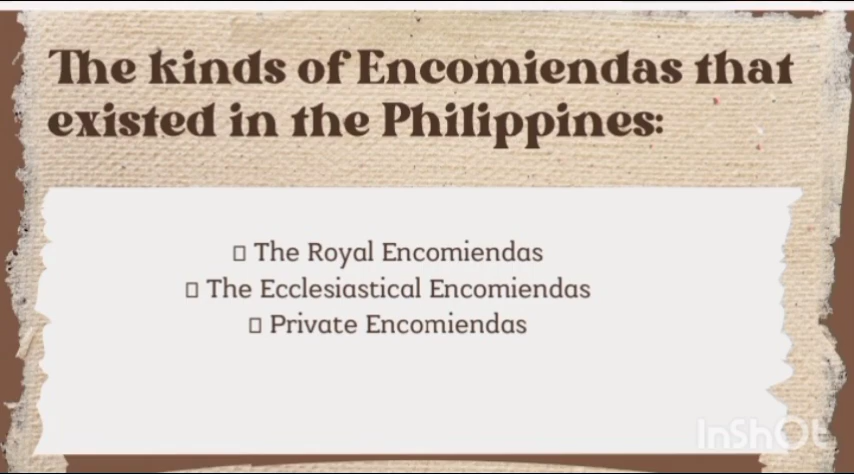 The kinds of Encomiendas that
existed in the Philippines:
▯ The Royal Encomiendas
▯ The Ecclesiastical Encomiendas
▯ Private Encomiendas
InShOt